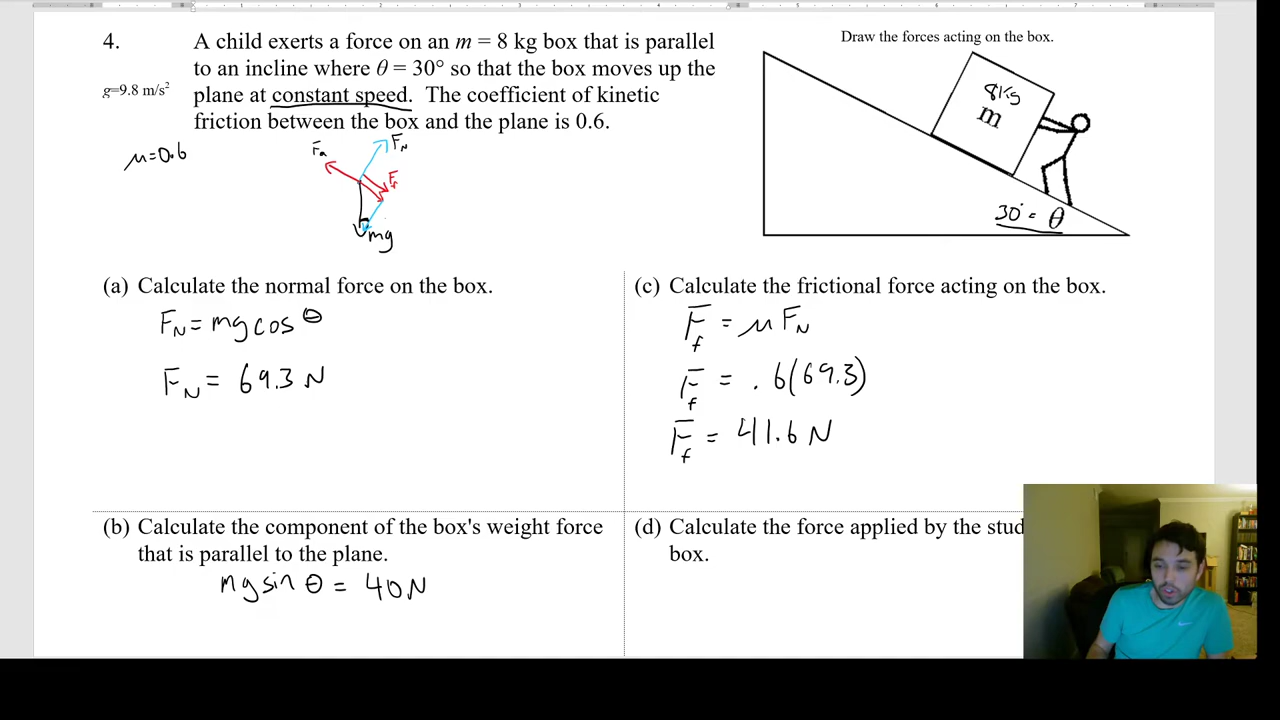 4.
A child exerts a force on an m = 8 kg box that is parallel
to an incline where θ = 30° so that the box moves up the
g=9.8 m/s²
plane at constant speed. The coefficient of kinetic
friction between the box and the plane is 0.6.
μ=0.6
Fa
FN
Ff
mg
Draw the forces acting on the box.
8kg
m
30° = θ
(a) Calculate the normal force on the box.
FN = mg cos θ
FN = 69.3 N
(c) Calculate the frictional force acting on the box.
Ff = μ FN
Ff = .6(69.3)
Ff = 41.6 N
(b) Calculate the component of the box's weight force
that is parallel to the plane.
mg sin θ = 40 N
(d) Calculate the force applied by the stud
box.